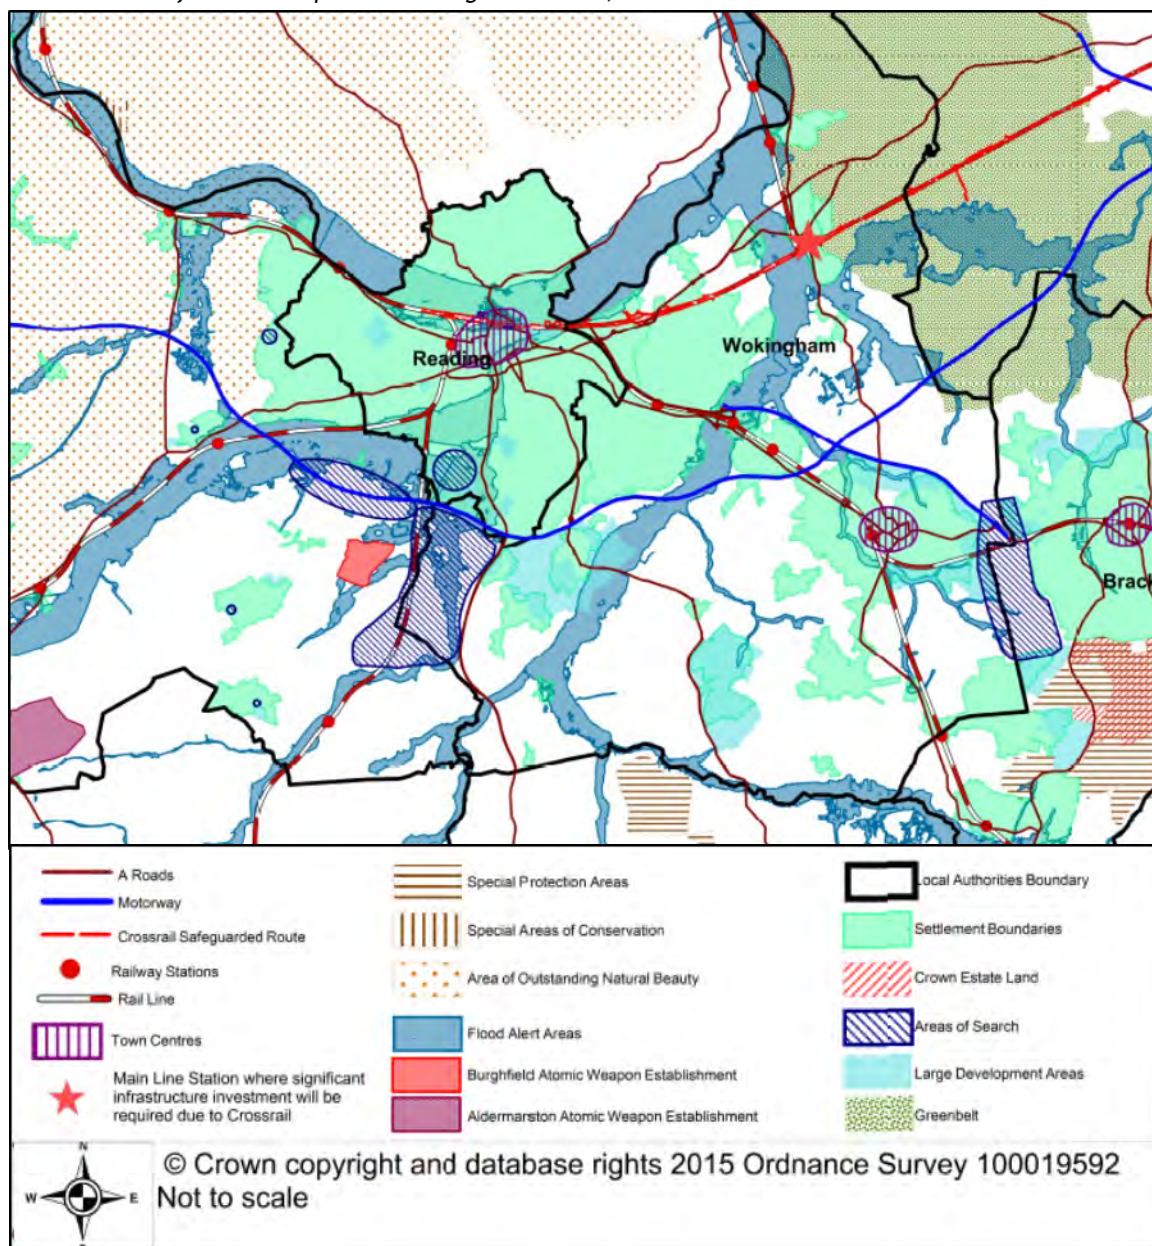 Reading
Wokingham
Brack
A Roads
Motorway
Crossrail Safeguarded Route
Railway Stations
Rail Line
Town Centres
Main Line Station where significant
infrastructure investment will be
required due to Crossrail
Special Protection Areas
Special Areas of Conservation
Area of Outstanding Natural Beauty
Flood Alert Areas
Burghfield Atomic Weapon Establishment
Aldermarston Atomic Weapon Establishment
Local Authorities Boundary
Settlement Boundaries
Crown Estate Land
Areas of Search
Large Development Areas
Greenbelt
N
W E
© Crown copyright and database rights 2015 Ordnance Survey 100019592
Not to scale